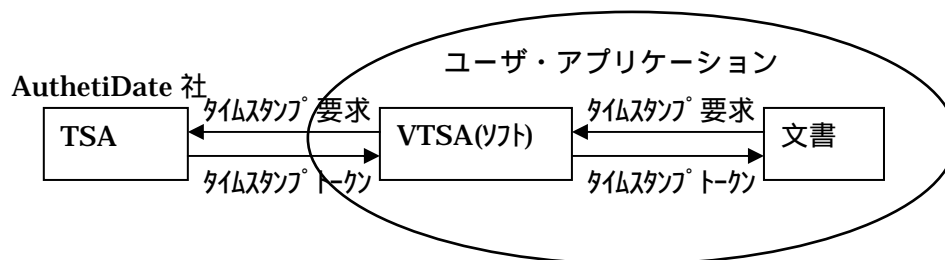 ユーザ・アプリケーション
AuthetiDate 社
タイムスタンプ 要求
タイムスタンプ 要求
TSA
VTSA(ソフト)
文書
タイムスタンプ トークン
タイムスタンプ トークン